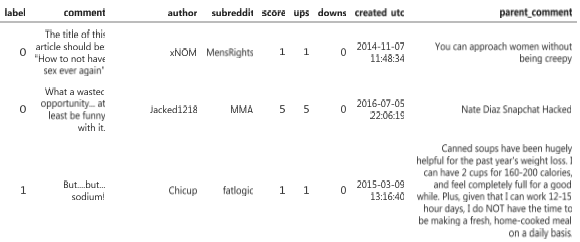 label comment author subreddit score ups downs created_utc parent_comment
The title of this
article should be
"How to not have
sex ever again"
0 xNOM MensRights 1 1 0
2014-11-07
11:48:34
You can approach women without
being creepy
What a wasted
opportunity... at
least be funny
with it.
0 Jacked1218 MMA 5 5 0
2016-07-05
22:06:19
Nate Diaz Snapchat Hacked
1
But....but...
sodium!
Chicup fatlogic 1 1 0
2015-03-09
13:16:40
Canned soups have been hugely
helpful for the past year's weight loss. I
can have 2 cups for 160-200 calories,
and feel completely full for a good
while. Plus, given that I can work 12-15
hour days, I do NOT have the time to
be making a fresh, home-cooked meal
on a daily basis.